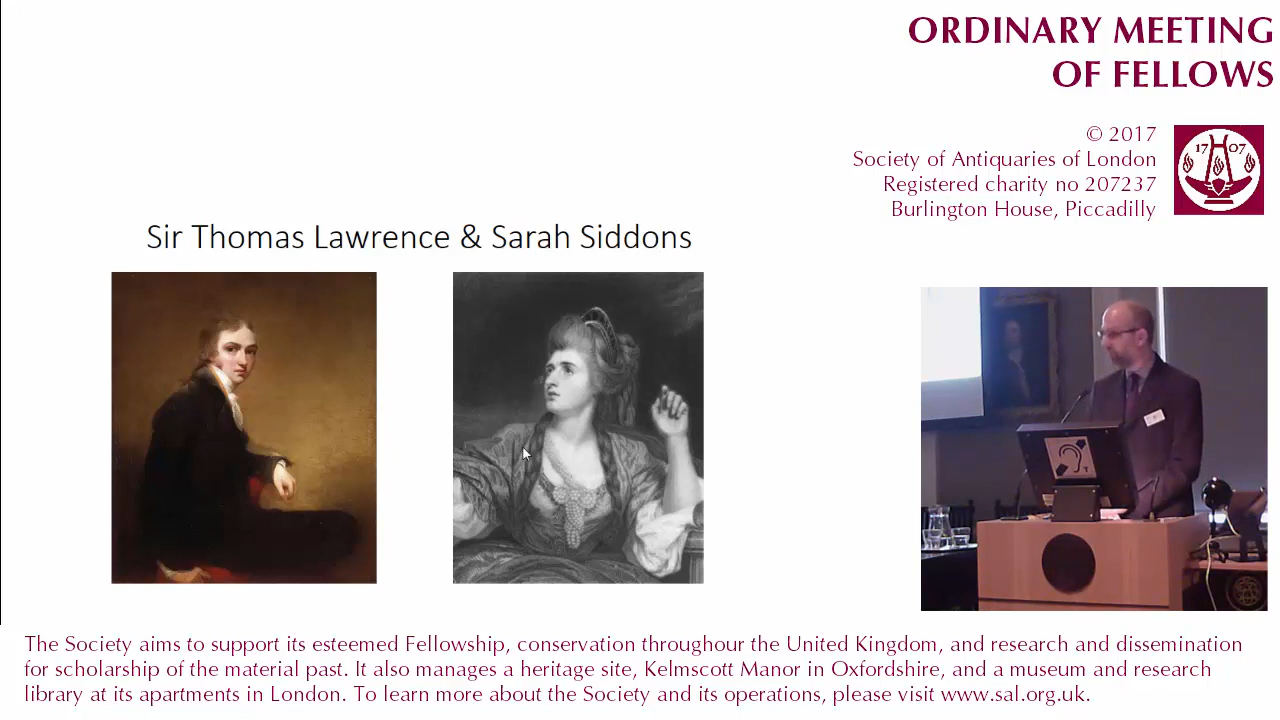 ORDINARY MEETING
OF FELLOWS
© 2017
Society of Antiquaries of London
Registered charity no 207237
Burlington House, Piccadilly
17 07
Sir Thomas Lawrence & Sarah Siddons
T
The Society aims to support its esteemed Fellowship, conservation throughour the United Kingdom, and research and dissemination
for scholarship of the material past. It also manages a heritage site, Kelmscott Manor in Oxfordshire, and a museum and research
library at its apartments in London. To learn more about the Society and its operations, please visit www.sal.org.uk.